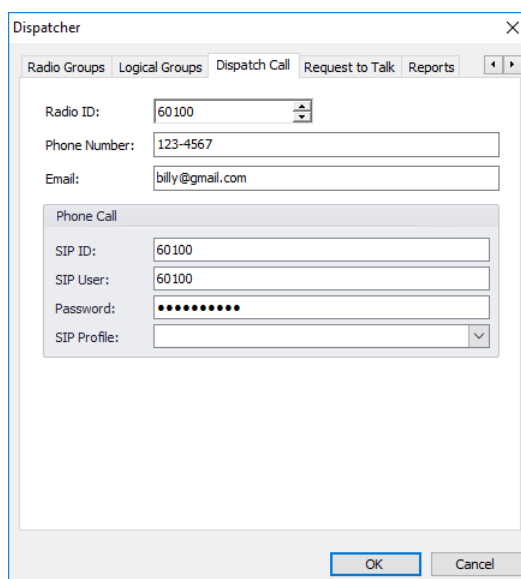 Dispatcher
Radio Groups Logical Groups Dispatch Call Request to Talk Reports
Radio ID: 60100
Phone Number: 123-4567
Email: billy@gmail.com
Phone Call
SIP ID: 60100
SIP User: 60100
Password: ●●●●●●●●●●
SIP Profile:
OK Cancel